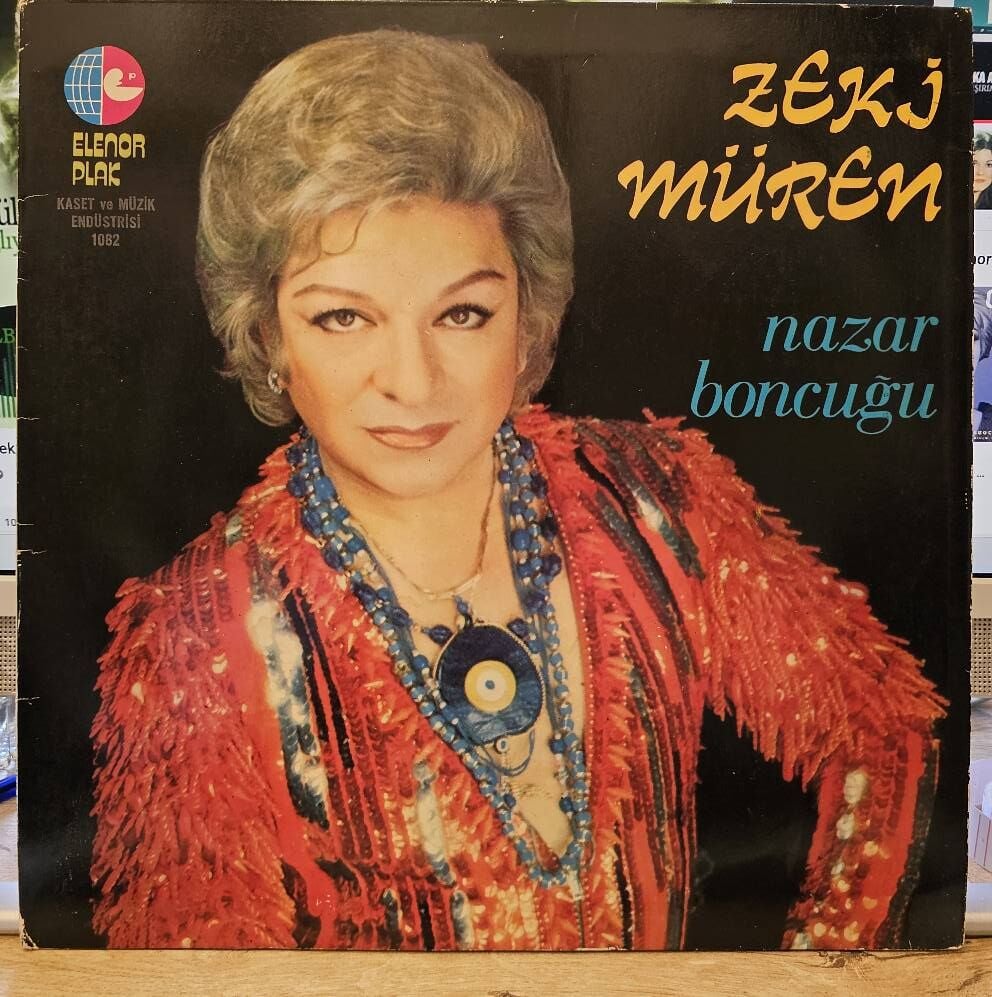 ELENOR
PLAK
KASET ve MÜZİK
ENDÜSTRİSİ
1082
ZEKİ
MÜREN
nazar
boncuğu